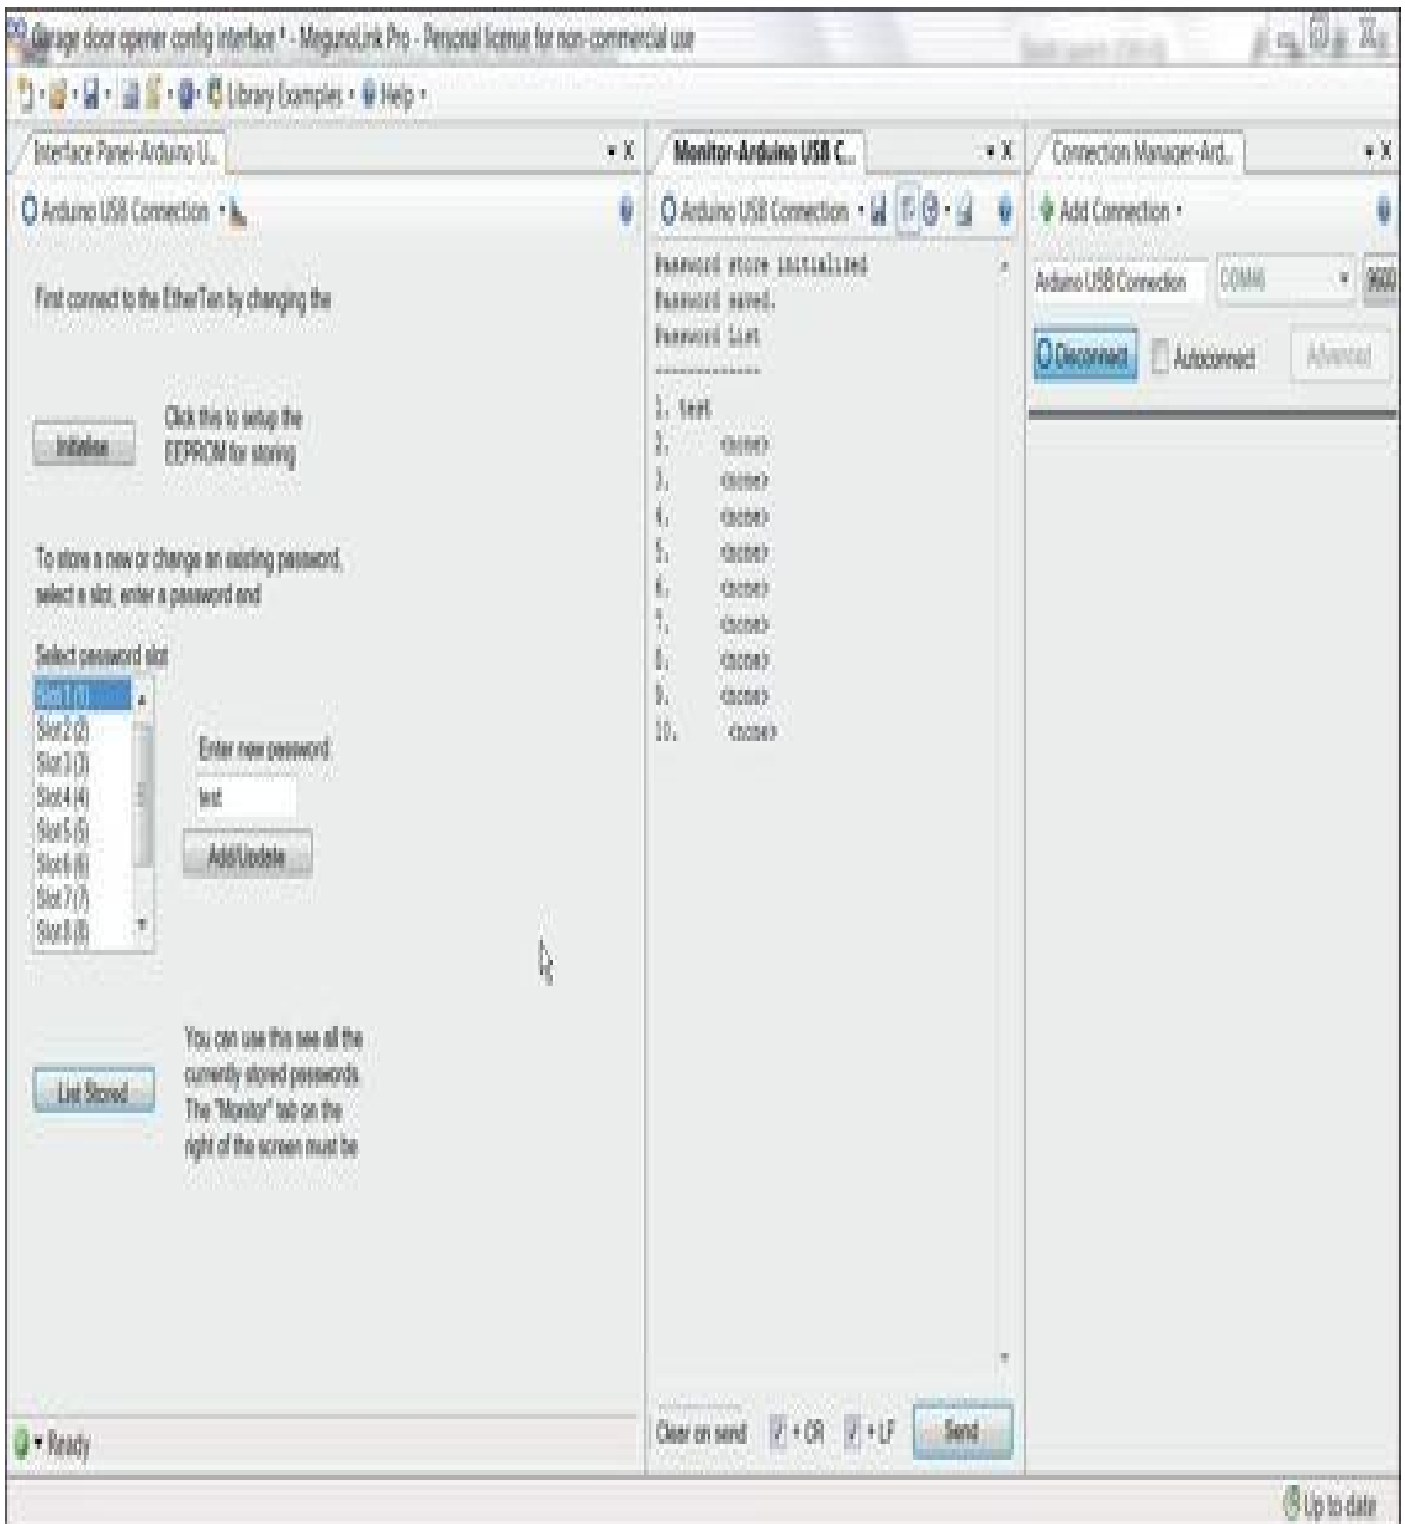 Garage door opener config interface * - MegunoLink Pro - Personal license for non-commercial use
Library Examples Help
Interface Panel-Arduino U...
Arduino USB Connection
First connect to the EtherTen by changing the
Initialise
Click this to setup the
EEPROM for storing
To store a new or change an existing password,
select a slot, enter a password and
Select password slot
Slot 1 (1)
Slot 2 (2)
Slot 3 (3)
Slot 4 (4)
Slot 5 (5)
Slot 6 (6)
Slot 7 (7)
Slot 8 (8)
Enter new password
test
Add/Update
List Stored
You can use this see all the
currently stored passwords.
The "Monitor" tab on the
right of the screen must be
Ready
Monitor-Arduino USB C...
Arduino USB Connection
Password store initialised
Password saved.
Password List
------------
1. test
2. <none>
3. <none>
4. <none>
5. <none>
6. <none>
7. <none>
8. <none>
9. <none>
10. <none>
Clear on send + CR + LF Send
Connection Manager-Ard...
Add Connection
Arduino USB Connection 9600
Disconnect Autoconnect Advanced
Up to date